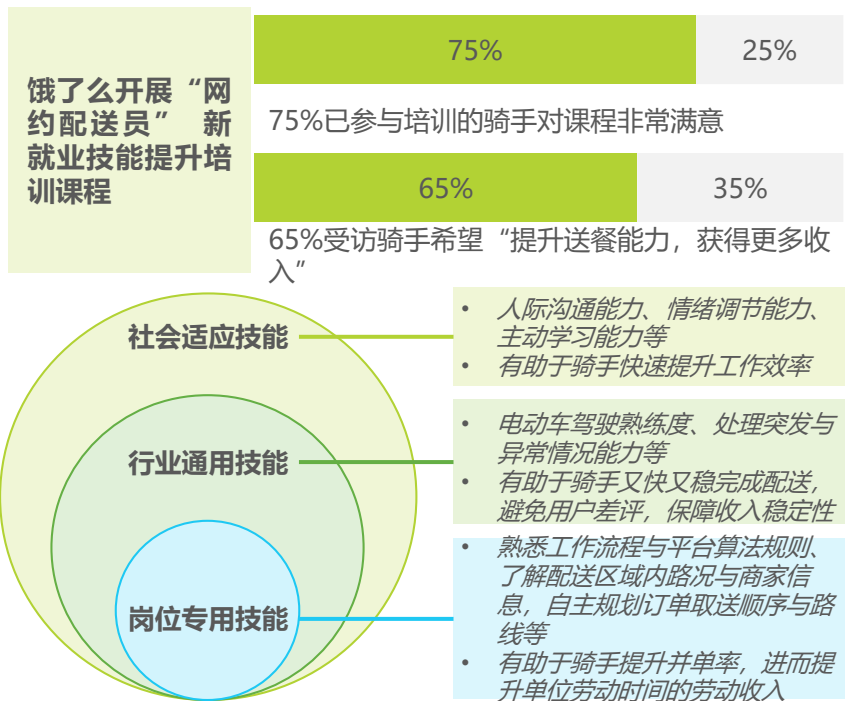 饿了么开展“网
约配送员” 新
就业技能提升培
训课程
75%
25%
75%已参与培训的骑手对课程非常满意
65%
35%
65%受访骑手希望“提升送餐能力，获得更多收
入”
社会适应技能
• 人际沟通能力、情绪调节能力、
主动学习能力等
• 有助于骑手快速提升工作效率
行业通用技能
• 电动车驾驶熟练度、处理突发与
异常情况能力等
• 有助于骑手又快又稳完成配送，
避免用户差评，保障收入稳定性
岗位专用技能
• 熟悉工作流程与平台算法规则、
了解配送区域内路况与商家信
息，自主规划订单取送顺序与路
线等
• 有助于骑手提升并单率，进而提
升单位劳动时间的劳动收入